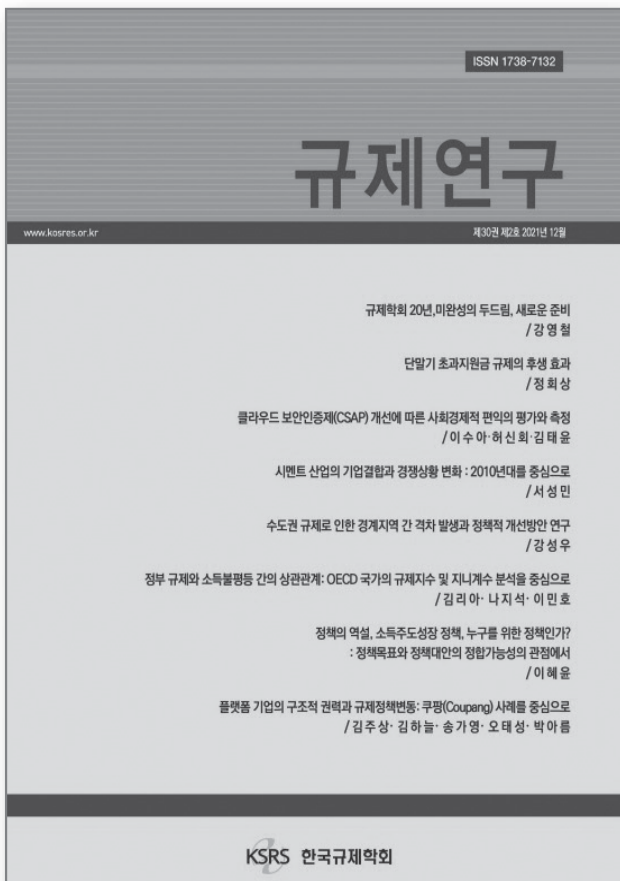 ISSN 1738-7132
규제연구
www.kosres.or.kr
제30권 제2호 2021년 12월
규제학회 20년,미완성의 두드림, 새로운 준비
/ 강 영 철
단말기 초과지원금 규제의 후생 효과
/ 정 회 상
클라우드 보안인증제(CSAP) 개선에 따른 사회경제적 편익의 평가와 측정
/ 이 수 아· 허 신 회· 김 태 윤
시멘트 산업의 기업결합과 경쟁상황 변화 : 2010년대를 중심으로
/ 서 성 민
수도권 규제로 인한 경계지역 간 격차 발생과 정책적 개선방안 연구
/ 강 성 우
정부 규제와 소득불평등 간의 상관관계: OECD 국가의 규제지수 및 지니계수 분석을 중심으로
/ 김 리 아· 나 지 석· 이 민 호
정책의 역설, 소득주도성장 정책, 누구를 위한 정책인가?
: 정책목표와 정책대안의 정합가능성의 관점에서
/ 이 혜 윤
플랫폼 기업의 구조적 권력과 규제정책변동: 쿠팡(Coupang) 사례를 중심으로
/ 김 주 상· 김 하 늘· 송 가 영· 오 태 성· 박 아 름
KSRS 한국규제학회